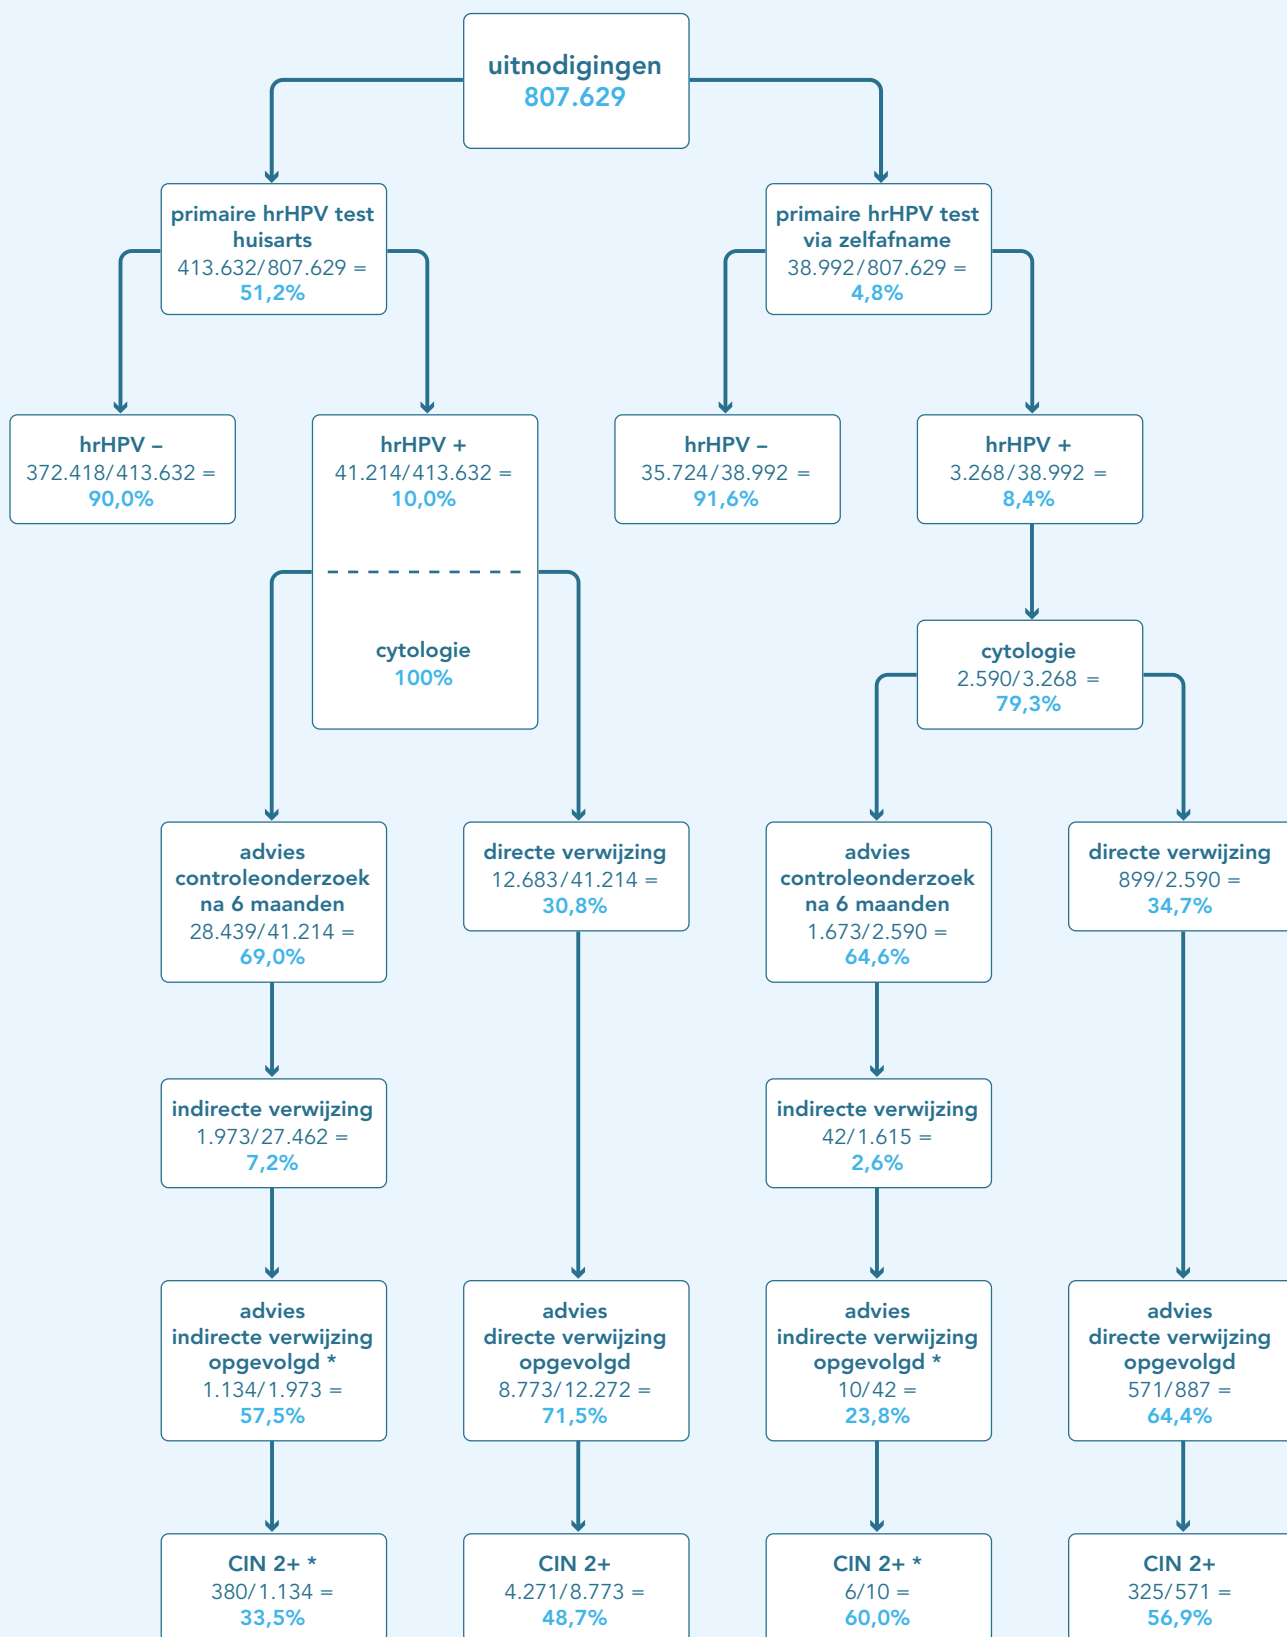 uitnodigingen
807.629
primaire hrHPV test
huisarts
413.632/807.629 =
51,2%
primaire hrHPV test
via zelfafname
38.992/807.629 =
4,8%
hrHPV –
372.418/413.632 =
90,0%
hrHPV +
41.214/413.632 =
10,0%
cytologie
100%
hrHPV –
35.724/38.992 =
91,6%
hrHPV +
3.268/38.992 =
8,4%
cytologie
2.590/3.268 =
79,3%
advies
controleonderzoek
na 6 maanden
28.439/41.214 =
69,0%
directe verwijzing
12.683/41.214 =
30,8%
advies
controleonderzoek
na 6 maanden
1.673/2.590 =
64,6%
directe verwijzing
899/2.590 =
34,7%
indirecte verwijzing
1.973/27.462 =
7,2%
indirecte verwijzing
42/1.615 =
2,6%
advies
indirecte verwijzing
opgevolgd *
1.134/1.973 =
57,5%
advies
directe verwijzing
opgevolgd
8.773/12.272 =
71,5%
advies
indirecte verwijzing
opgevolgd *
10/42 =
23,8%
advies
directe verwijzing
opgevolgd
571/887 =
64,4%
CIN 2+ *
380/1.134 =
33,5%
CIN 2+
4.271/8.773 =
48,7%
CIN 2+ *
6/10 =
60,0%
CIN 2+
325/571 =
56,9%